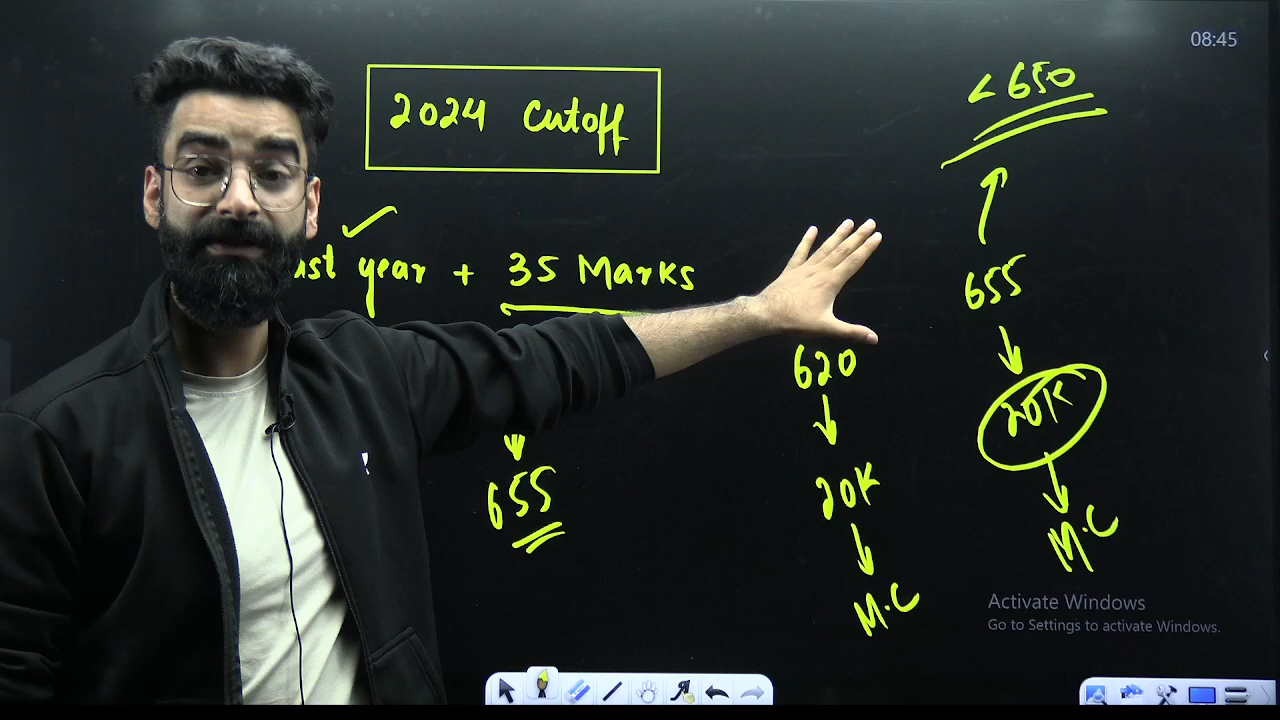 08:45
2024 Cutoff
< 650
ast year + 35 Marks
655
620
20K
20K
655
M.C
M.C
Activate Windows
Go to Settings to activate Windows.